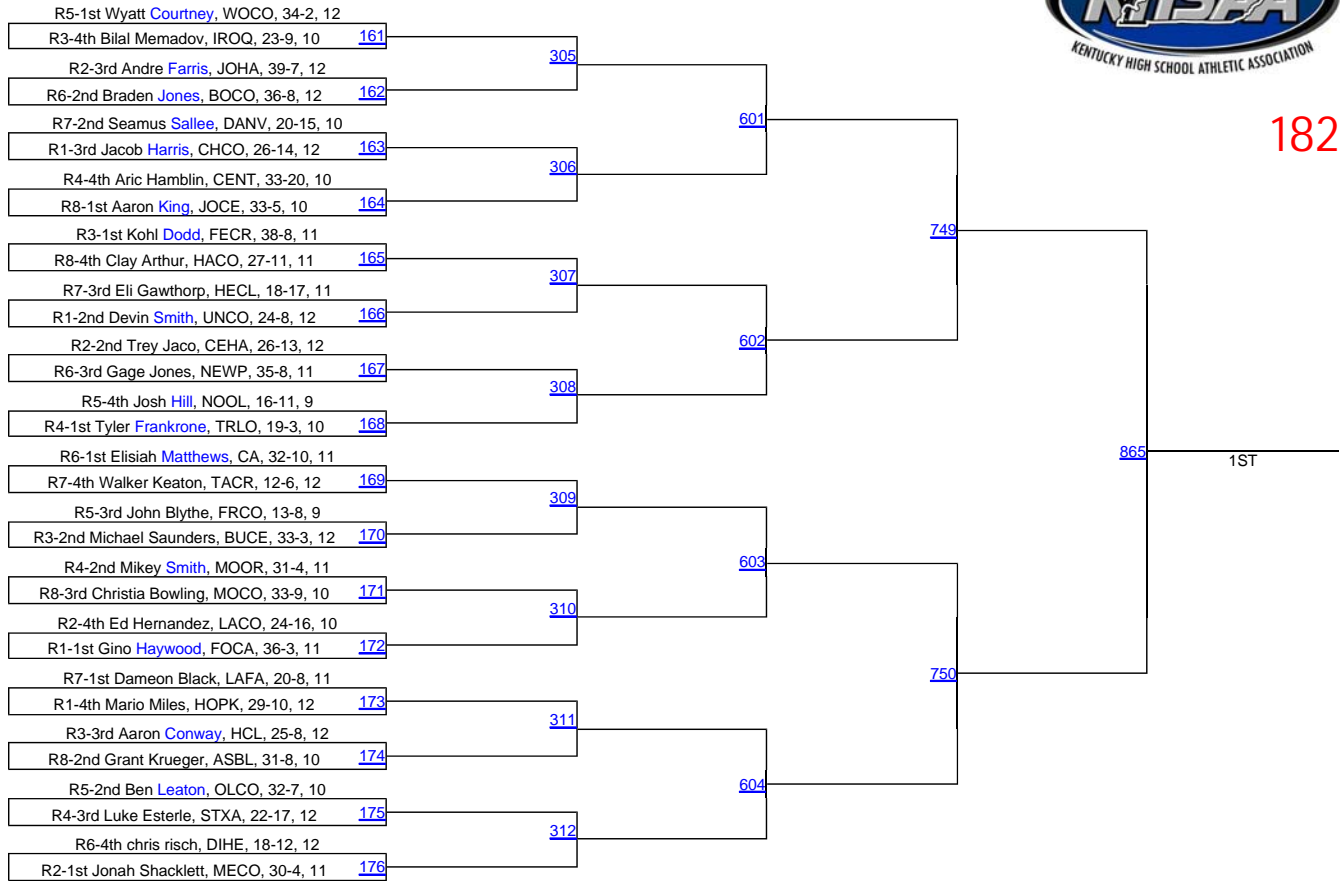 KHSAA
KENTUCKY HIGH SCHOOL ATHLETIC ASSOCIATION
182
R5-1st Wyatt Courtney, WOCO, 34-2, 12
R3-4th Bilal Memadov, IROQ, 23-9, 10
161
305
R2-3rd Andre Farris, JOHA, 39-7, 12
R6-2nd Braden Jones, BOCO, 36-8, 12
162
601
R7-2nd Seamus Sallee, DANV, 20-15, 10
R1-3rd Jacob Harris, CHCO, 26-14, 12
163
306
R4-4th Aric Hamblin, CENT, 33-20, 10
R8-1st Aaron King, JOCE, 33-5, 10
164
749
R3-1st Kohl Dodd, FECR, 38-8, 11
R8-4th Clay Arthur, HACO, 27-11, 11
165
307
R7-3rd Eli Gawthorp, HECL, 18-17, 11
R1-2nd Devin Smith, UNCO, 24-8, 12
166
602
R2-2nd Trey Jaco, CEHA, 26-13, 12
R6-3rd Gage Jones, NEWP, 35-8, 11
167
308
R5-4th Josh Hill, NOOL, 16-11, 9
R4-1st Tyler Frankrone, TRLO, 19-3, 10
168
865
1ST
R6-1st Elisiah Matthews, CA, 32-10, 11
R7-4th Walker Keaton, TACR, 12-6, 12
169
309
R5-3rd John Blythe, FRCO, 13-8, 9
R3-2nd Michael Saunders, BUCE, 33-3, 12
170
603
R4-2nd Mikey Smith, MOOR, 31-4, 11
R8-3rd Christia Bowling, MOCO, 33-9, 10
171
310
R2-4th Ed Hernandez, LACO, 24-16, 10
R1-1st Gino Haywood, FOCA, 36-3, 11
172
750
R7-1st Dameon Black, LAFA, 20-8, 11
R1-4th Mario Miles, HOPK, 29-10, 12
173
311
R3-3rd Aaron Conway, HCL, 25-8, 12
R8-2nd Grant Krueger, ASBL, 31-8, 10
174
604
R5-2nd Ben Leaton, OLCO, 32-7, 10
R4-3rd Luke Esterle, STXA, 22-17, 12
175
312
R6-4th chris risch, DIHE, 18-12, 12
R2-1st Jonah Shacklett, MECO, 30-4, 11
176